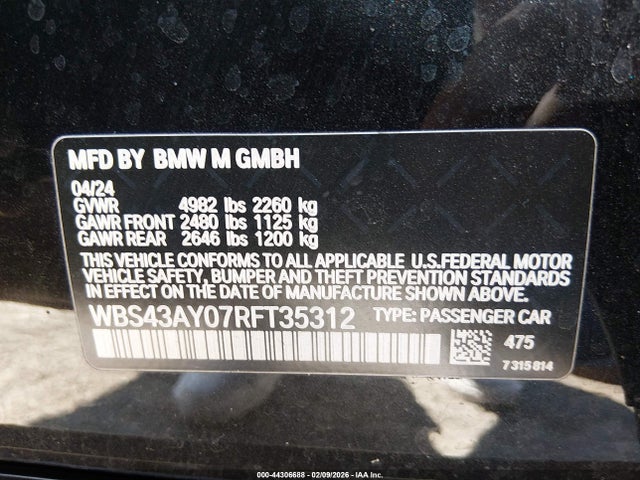 MFD BY BMW M GMBH
04/24
GVWR 4982 lbs 2260 kg
GAWR FRONT 2480 lbs 1125 kg
GAWR REAR 2646 lbs 1200 kg
THIS VEHICLE CONFORMS TO ALL APPLICABLE U.S.FEDERAL MOTOR
VEHICLE SAFETY, BUMPER AND THEFT PREVENTION STANDARDS
IN EFFECT ON THE DATE OF MANUFACTURE SHOWN ABOVE.
WBS43AY07RFT35312 TYPE: PASSENGER CAR
475
7 315 814
000-44306688 - 02/09/2026 - IAA Inc.